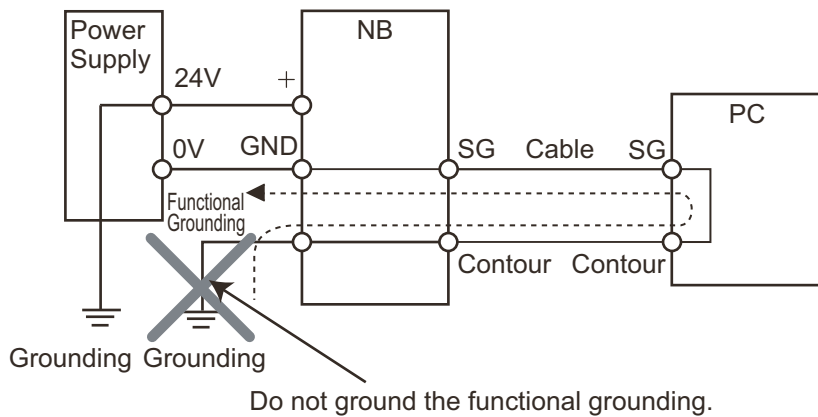 Power
Supply
NB
24V
+
PC
0V
GND
SG
Cable
SG
Functional
Grounding
Contour
Contour
Grounding
Grounding
Do not ground the functional grounding.